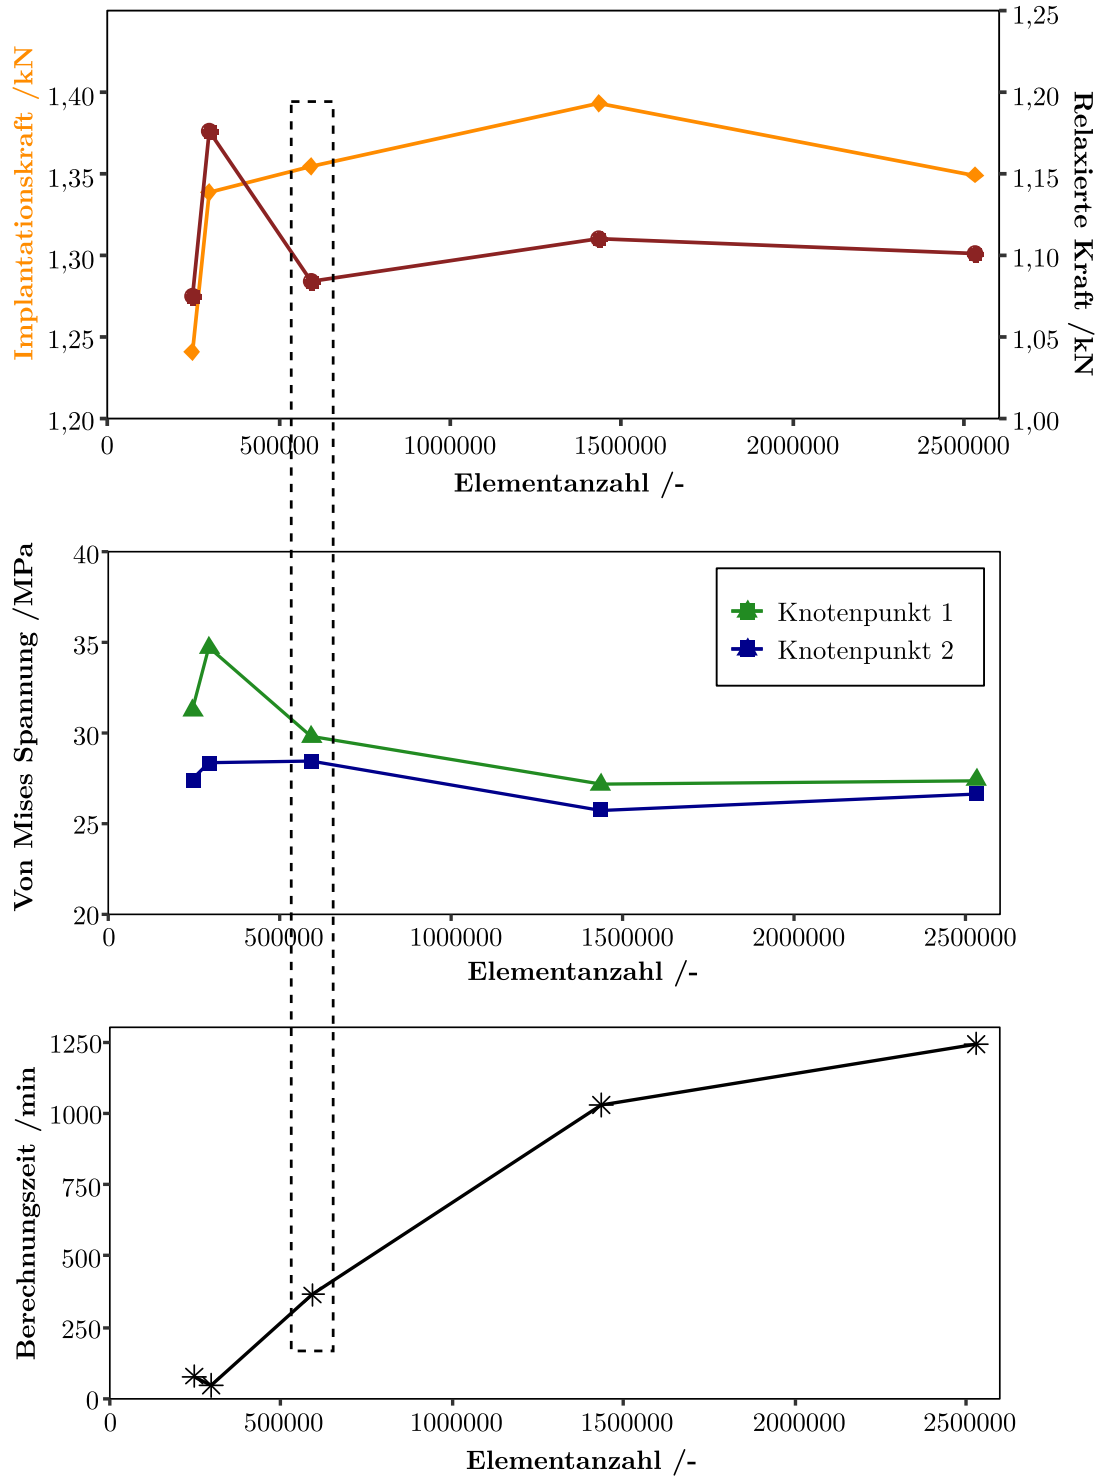 Implantationskraft /kN
1,40
1,35
1,30
1,25
1,20
1,25
1,20
1,15
1,10
1,05
1,00
Relaxierte Kraft /kN
0 500000 1000000 1500000 2000000 2500000
Elementanzahl /-
Von Mises Spannung /MPa
40
35
30
25
20
Knotenpunkt 1
Knotenpunkt 2
0 500000 1000000 1500000 2000000 2500000
Elementanzahl /-
Berechnungszeit /min
1250
1000
750
500
250
0
0 500000 1000000 1500000 2000000 2500000
Elementanzahl /-